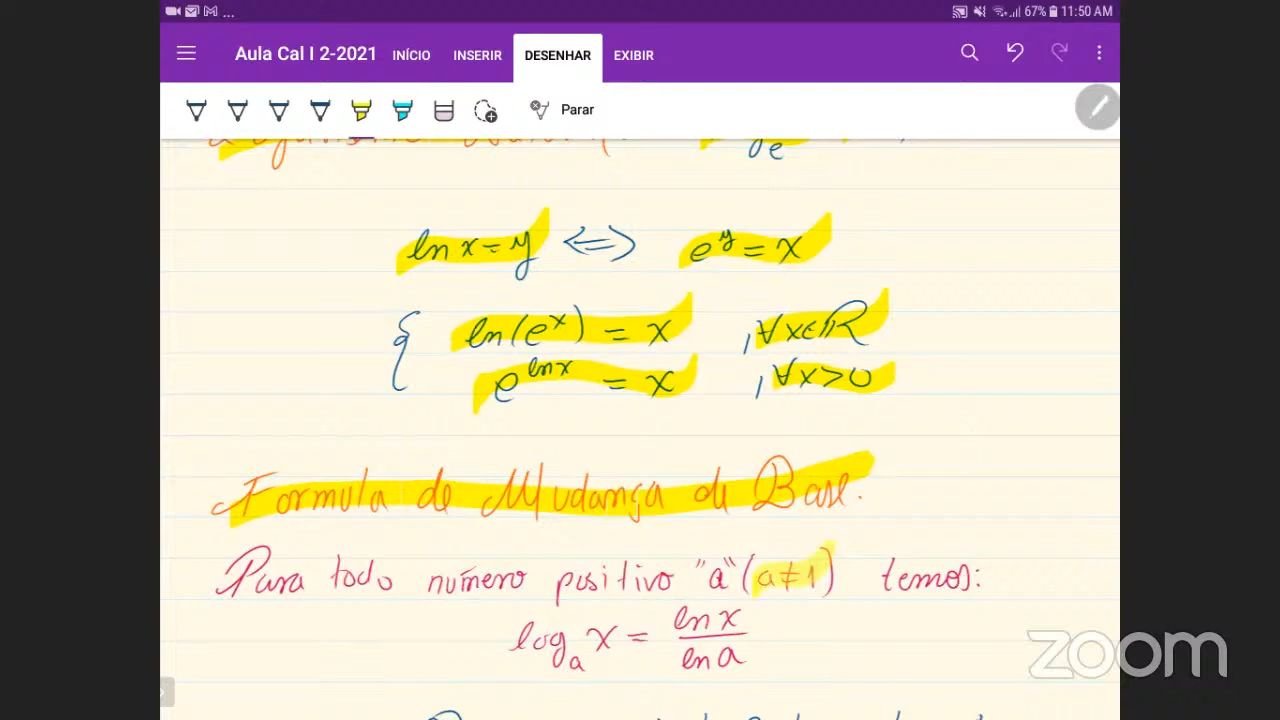 ... 67% 11:50 AM
Aula Cal I 2-2021 INÍCIO INSERIR DESENHAR EXIBIR
Parar
e
ln x = y ⇔ e^y = x
{ ln(e^x) = x , ∀x∈ℝ
e^ln x = x , ∀x>0
Formula de Mudança de Base.
Para todo número positivo "a" (a≠1) temos:
log_a x = ln x / ln a
zoom